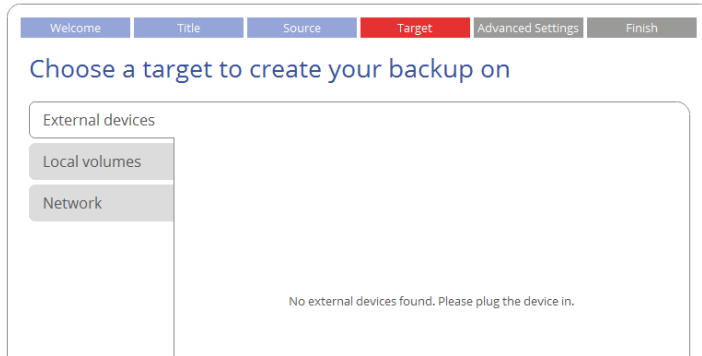 Welcome Title Source Target Advanced Settings Finish
Choose a target to create your backup on
External devices
Local volumes
Network
No external devices found. Please plug the device in.